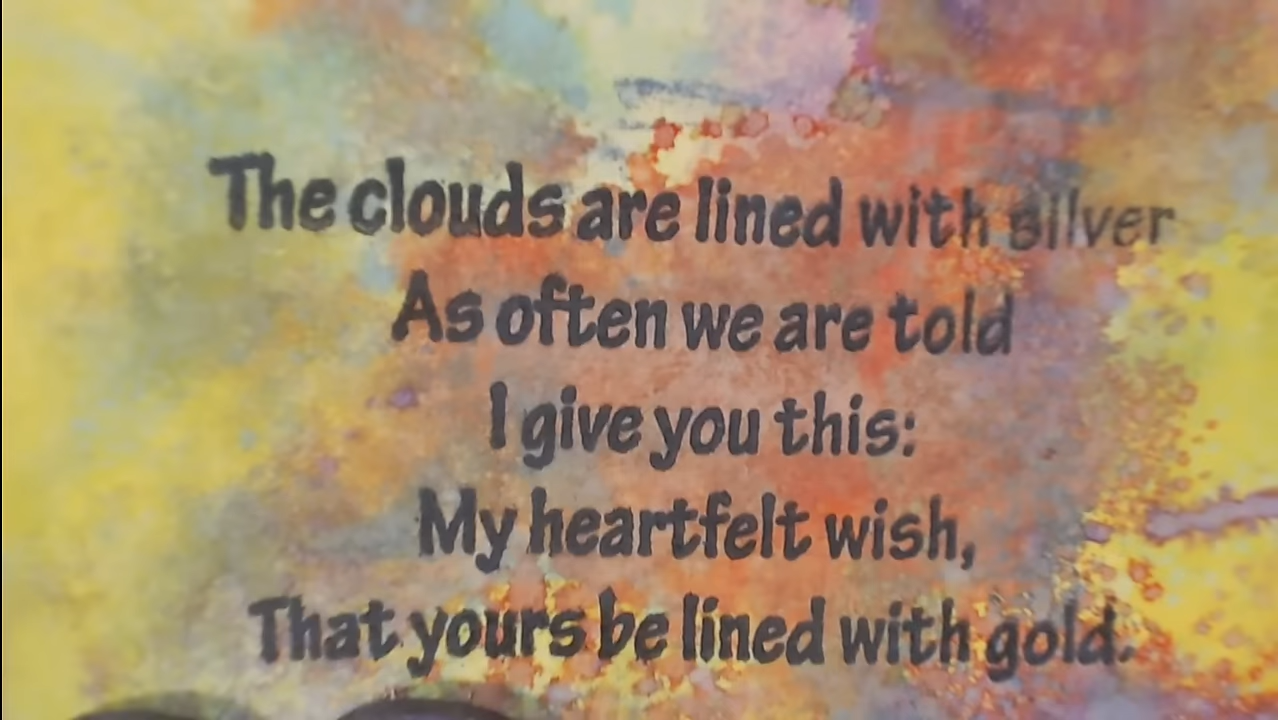 The clouds are lined with silver
As often we are told
I give you this:
My heartfelt wish,
That yours be lined with gold.